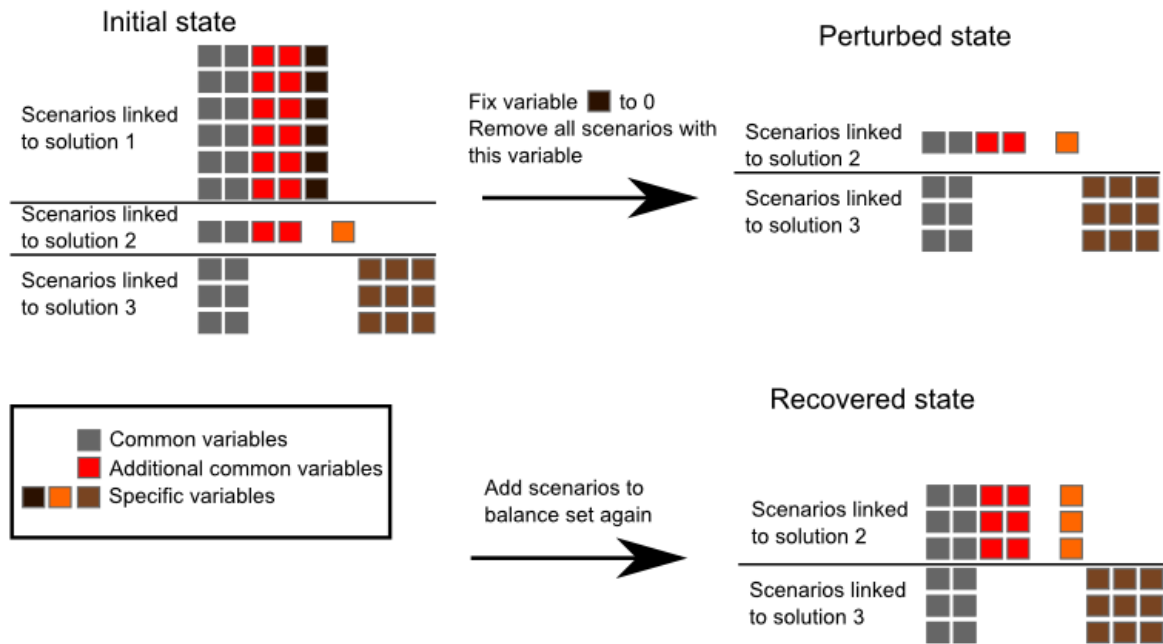 Initial state
Scenarios linked
to solution 1
Scenarios linked
to solution 2
Scenarios linked
to solution 3
Fix variable to 0
Remove all scenarios with
this variable
Perturbed state
Scenarios linked
to solution 2
Scenarios linked
to solution 3
Common variables
Additional common variables
Specific variables
Add scenarios to
balance set again
Recovered state
Scenarios linked
to solution 2
Scenarios linked
to solution 3